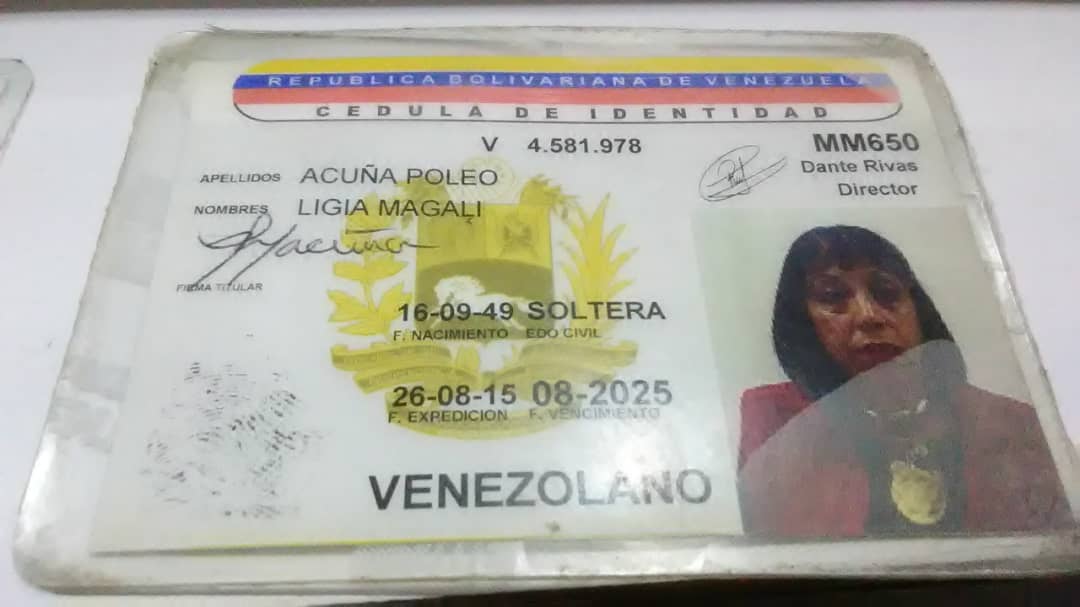 REPUBLICA BOLIVARIANA DE VENEZUELA
CEDULA DE IDENTIDAD
V 4.581.978
MM650
Dante Rivas
Director
APELLIDOS ACUÑA POLEO
NOMBRES LIGIA MAGALI
FIRMA TITULAR
16-09-49 SOLTERA
F. NACIMIENTO EDO CIVIL
26-08-15 08-2025
F. EXPEDICION F. VENCIMIENTO
VENEZOLANO